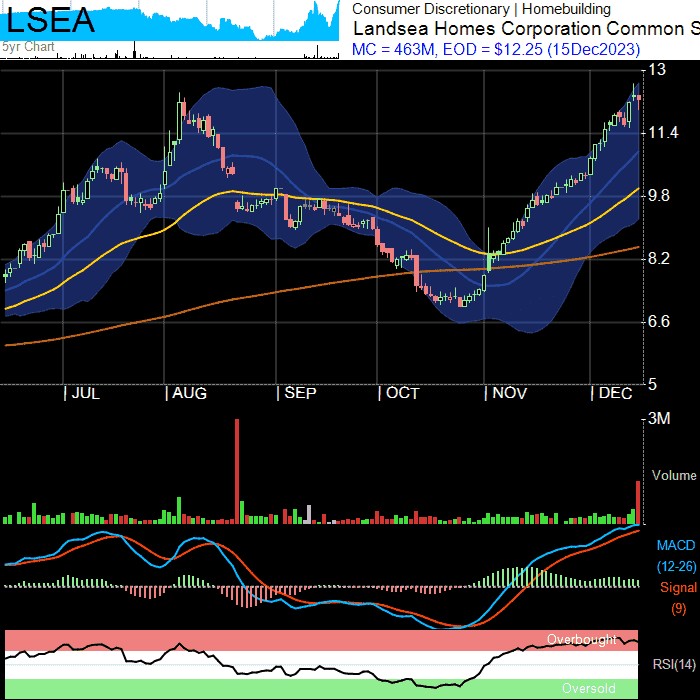 LSEA
5yr Chart
Consumer Discretionary | Homebuilding
Landsea Homes Corporation Common S
MC = 463M, EOD = $12.25 (15Dec2023)
13
11.4
9.8
8.2
6.6
5
JUL AUG SEP OCT NOV DEC
3M
Volume
MACD
(12-26)
Signal
(9)
Overbought
RSI(14)
Oversold